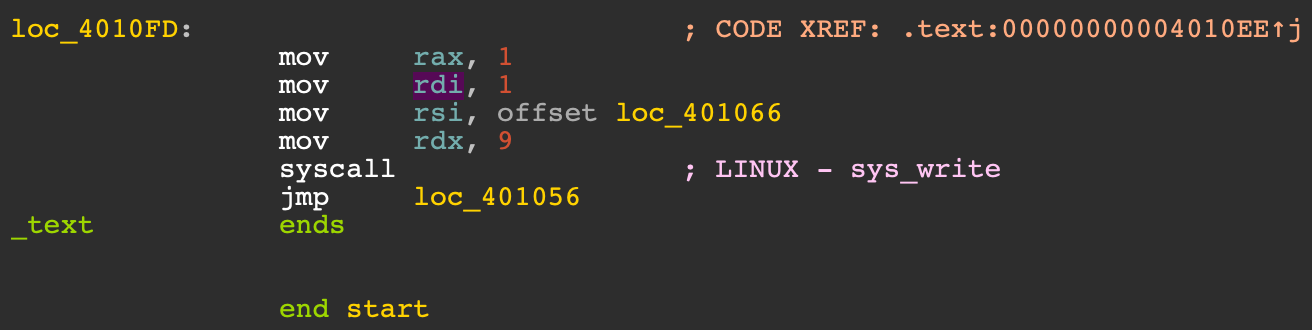 loc_4010FD: ; CODE XREF: .text:00000000004010EE↑j
mov rax, 1
mov rdi, 1
mov rsi, offset loc_401066
mov rdx, 9
syscall ; LINUX - sys_write
jmp loc_401056
_text ends
end start